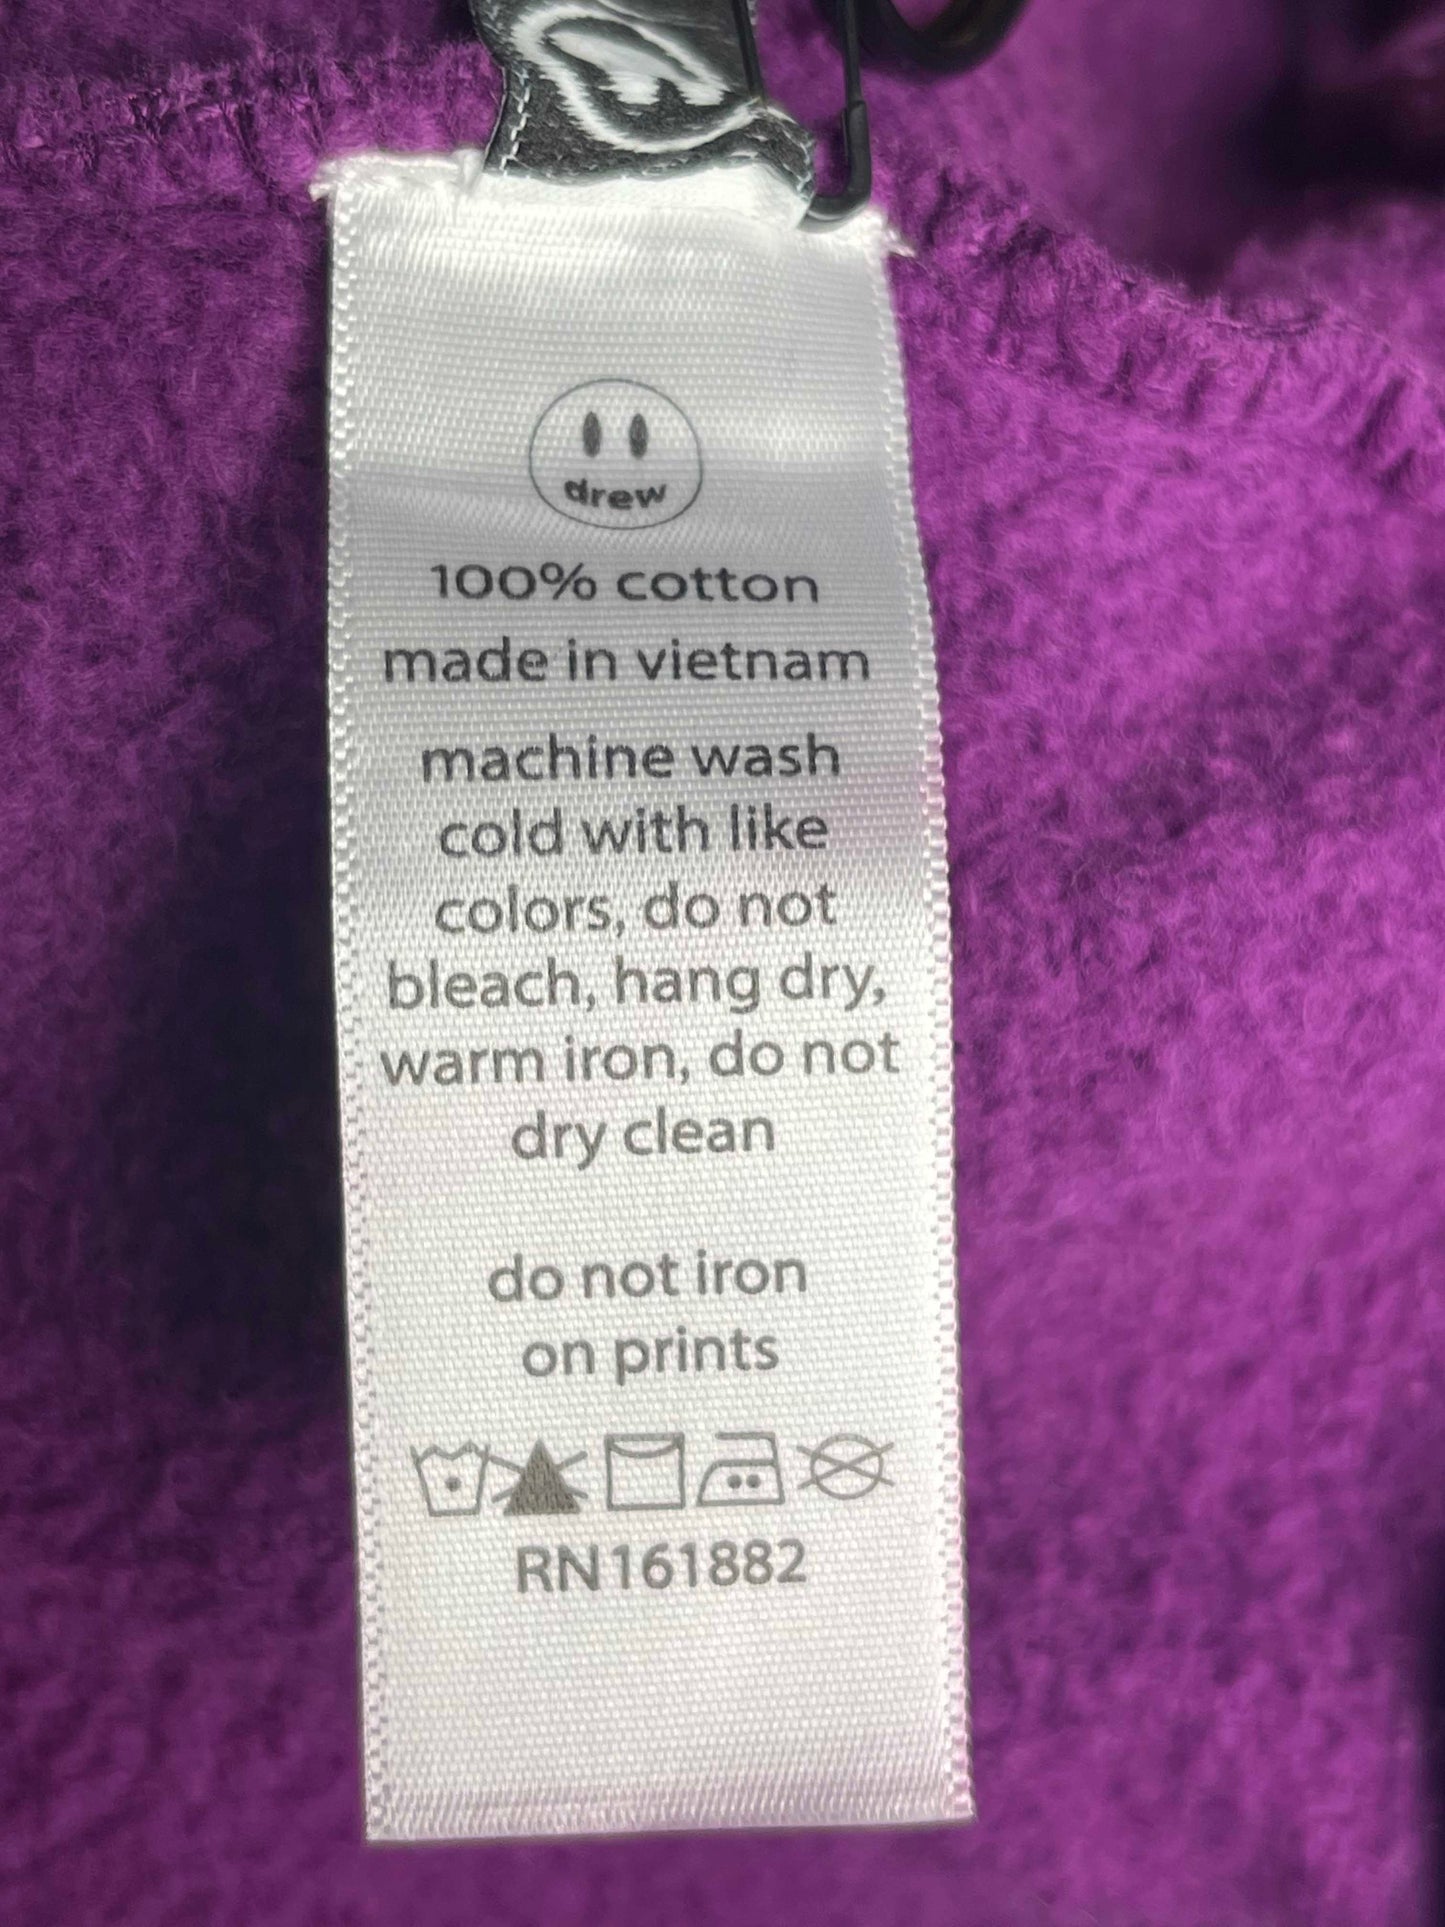 drew
100% cotton
made in vietnam
machine wash
cold with like
colors, do not
bleach, hang dry,
warm iron, do not
dry clean
do not iron
on prints
RN161882